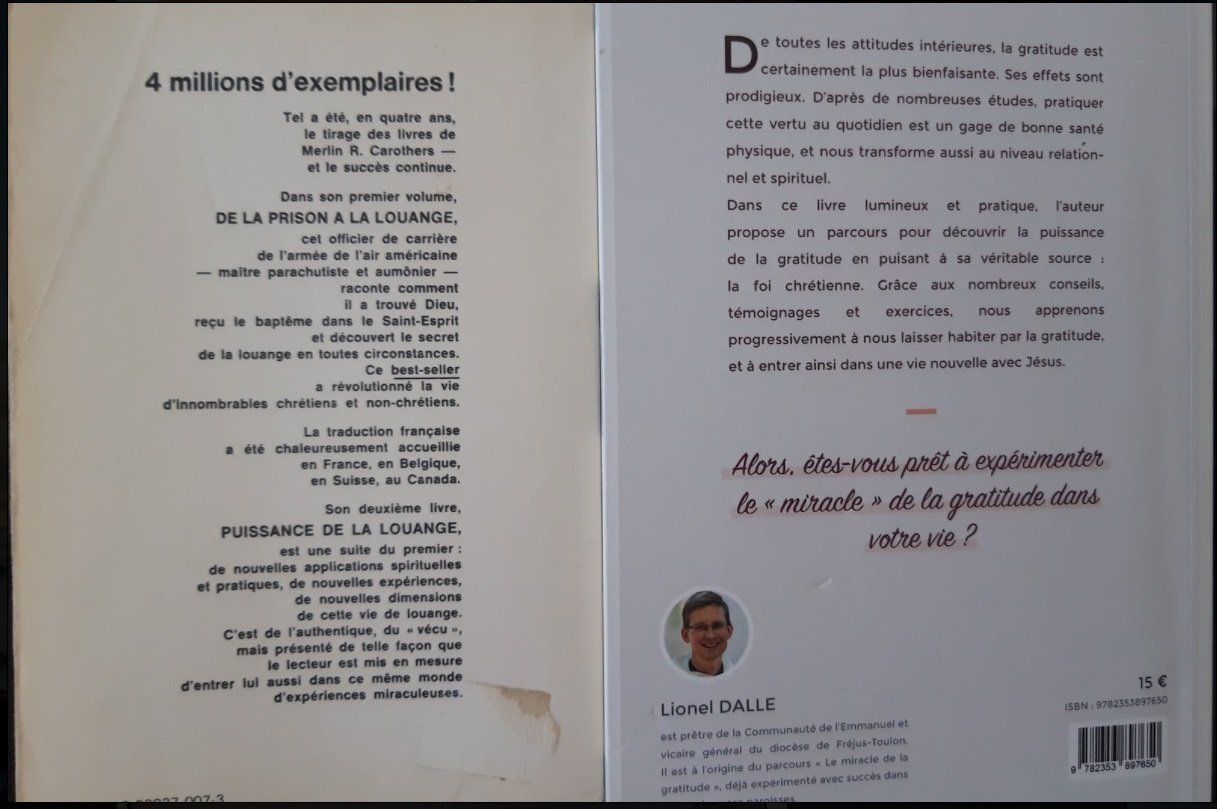 4 millions d'exemplaires !
Tel a été, en quatre ans,
le tirage des livres de
Merlin R. Carothers —
et le succès continue.
Dans son premier volume,
DE LA PRISON A LA LOUANGE,
cet officier de carrière
de l'armée de l'air américaine
— maître parachutiste et aumônier —
raconte comment
il a trouvé Dieu,
reçu le baptême dans le Saint-Esprit
et découvert le secret
de la louange en toutes circonstances.
Ce best-seller
a révolutionné la vie
d'innombrables chrétiens et non-chrétiens.
La traduction française
a été chaleureusement accueillie
en France, en Belgique,
en Suisse, au Canada.
Son deuxième livre,
PUISSANCE DE LA LOUANGE,
est une suite du premier :
de nouvelles applications spirituelles
et pratiques, de nouvelles expériences,
de nouvelles dimensions
de cette vie de louange.
C'est de l'authentique, du « vécu »,
mais présenté de telle façon que
le lecteur est mis en mesure
d'entrer lui aussi dans ce même monde
d'expériences miraculeuses.
De toutes les attitudes intérieures, la gratitude est
certainement la plus bienfaisante. Ses effets sont
prodigieux. D'après de nombreuses études, pratiquer
cette vertu au quotidien est un gage de bonne santé
physique, et nous transforme aussi au niveau relation-
nel et spirituel.
Dans ce livre lumineux et pratique, l'auteur
propose un parcours pour découvrir la puissance
de la gratitude en puisant à sa véritable source :
la foi chrétienne. Grâce aux nombreux conseils,
témoignages et exercices, nous apprenons
progressivement à nous laisser habiter par la gratitude,
et à entrer ainsi dans une vie nouvelle avec Jésus.
Alors, êtes-vous prêt à expérimenter
le « miracle » de la gratitude dans
votre vie ?
Lionel DALLE
est prêtre de la Communauté de l'Emmanuel et
vicaire général du diocèse de Fréjus-Toulon.
Il est à l'origine du parcours « Le miracle de la
gratitude », déjà expérimenté avec succès dans
paroisses.
15 €
ISBN : 9782353897650
9 782353 897650